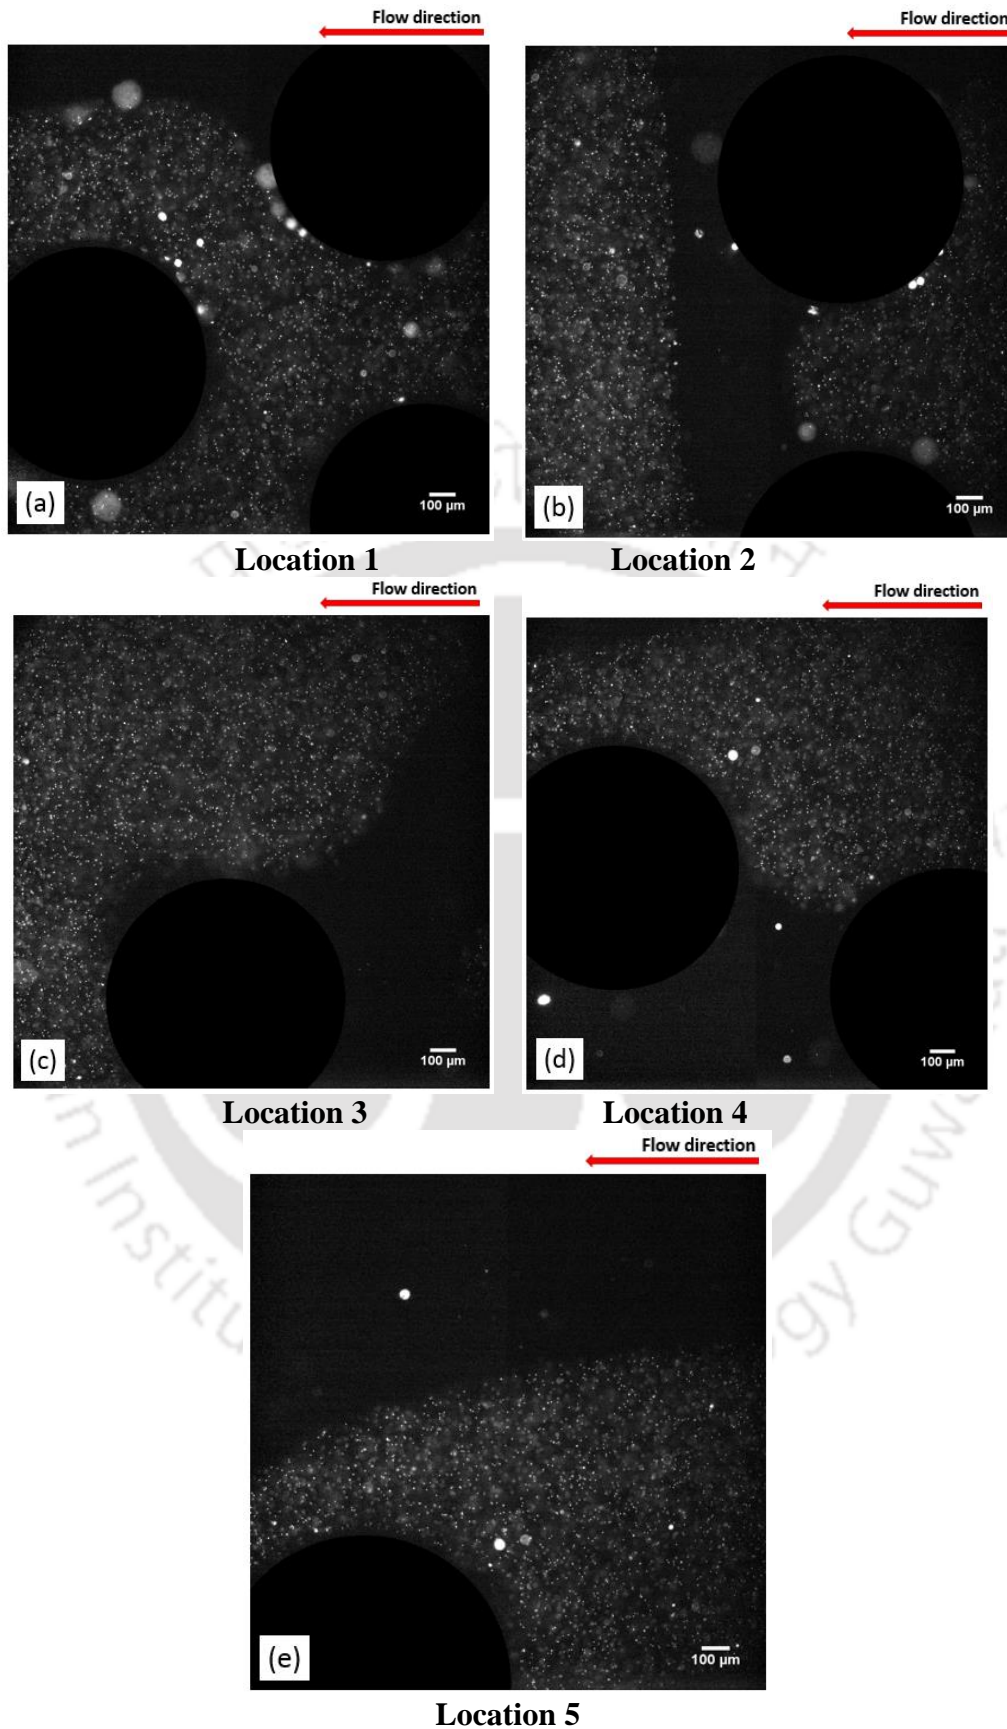 Flow direction
Flow direction
(a)
100 µm
(b)
100 µm
Location 1
Location 2
Flow direction
Flow direction
(c)
100 µm
(d)
100 µm
Location 3
Location 4
Flow direction
(e)
100 µm
Location 5